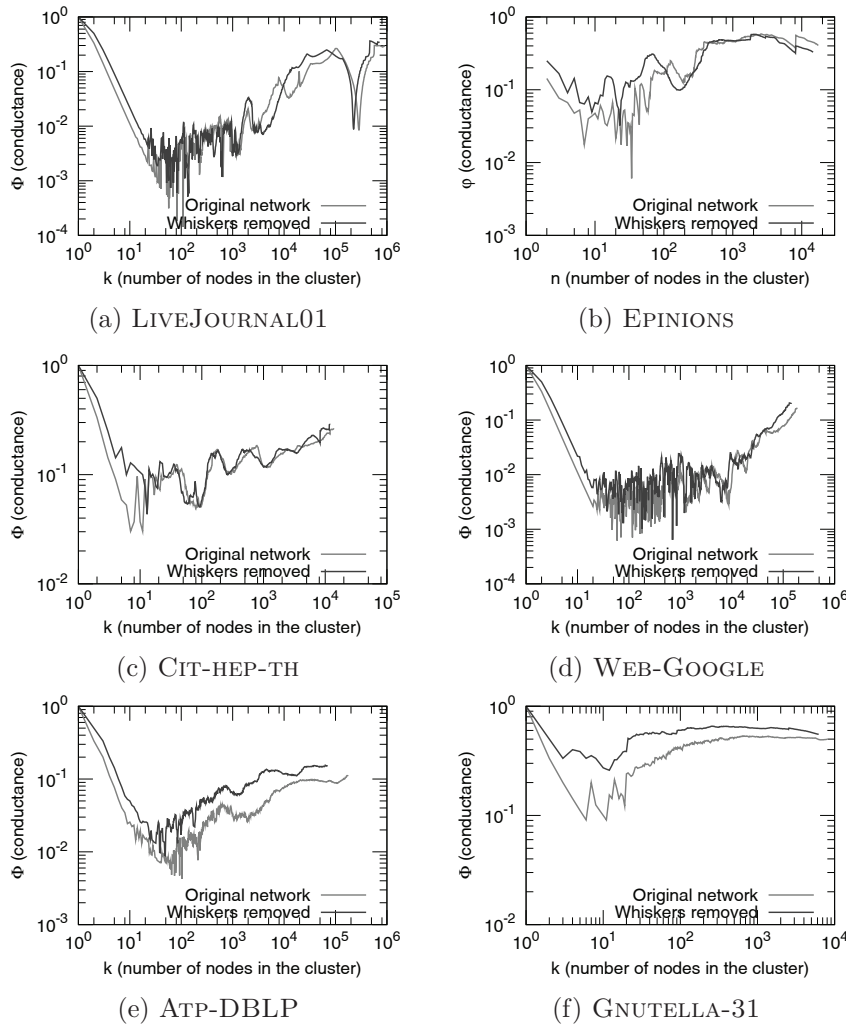 10^0
10^-1
10^-2
10^-3
10^-4
Φ (conductance)
Original network
Whiskers removed
10^0 10^1 10^2 10^3 10^4 10^5 10^6
k (number of nodes in the cluster)
(a) LIVEJOURNAL01
10^0
10^-1
10^-2
10^-3
φ (conductance)
Original network
Whiskers removed
10^0 10^1 10^2 10^3 10^4
n (number of nodes in the cluster)
(b) EPINIONS
10^0
10^-1
10^-2
Φ (conductance)
Original network
Whiskers removed
10^0 10^1 10^2 10^3 10^4 10^5
k (number of nodes in the cluster)
(c) CIT-HEP-TH
10^0
10^-1
10^-2
10^-3
10^-4
Φ (conductance)
Original network
Whiskers removed
10^0 10^1 10^2 10^3 10^4 10^5 10^6
k (number of nodes in the cluster)
(d) WEB-GOOGLE
10^0
10^-1
10^-2
10^-3
Φ (conductance)
Original network
Whiskers removed
10^0 10^1 10^2 10^3 10^4 10^5 10^6
k (number of nodes in the cluster)
(e) ATP-DBLP
10^0
10^-1
10^-2
Φ (conductance)
Original network
Whiskers removed
10^0 10^1 10^2 10^3 10^4
k (number of nodes in the cluster)
(f) GNUTELLA-31